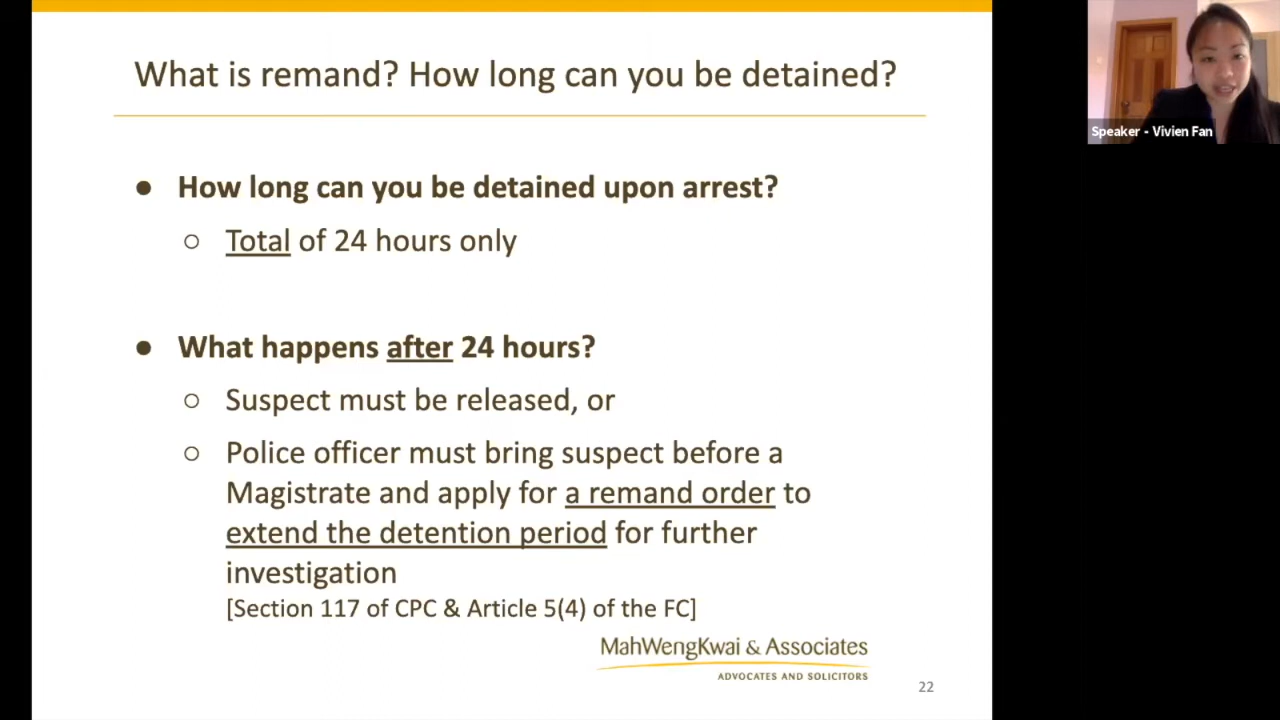 What is remand? How long can you be detained?
● How long can you be detained upon arrest?
○ Total of 24 hours only
● What happens after 24 hours?
○ Suspect must be released, or
○ Police officer must bring suspect before a
Magistrate and apply for a remand order to
extend the detention period for further
investigation
[Section 117 of CPC & Article 5(4) of the FC]
MahWengKwai & Associates
ADVOCATES AND SOLICITORS
22
Speaker - Vivien Fan